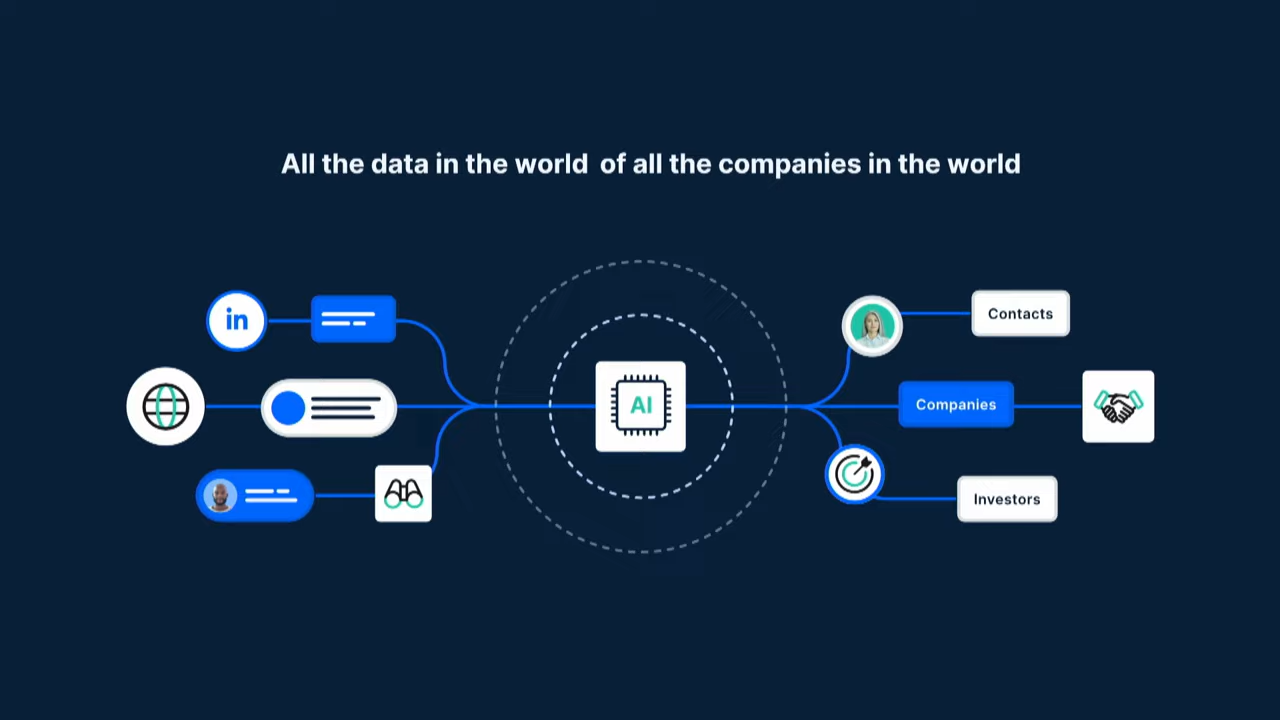 All the data in the world of all the companies in the world
in
Contacts
AI
Companies
Investors